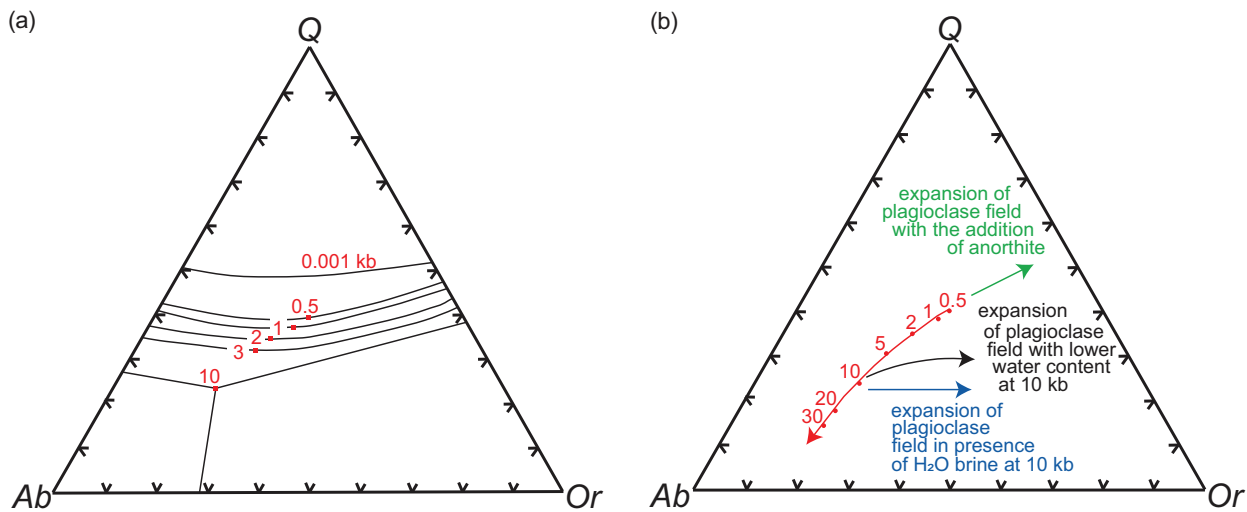 (a)
Q
0.001 kb
0.5
1
2
3
10
Ab
Or
(b)
Q
expansion of
plagioclase field
with the addition
of anorthite
0.5
1
2
5
10
20
30
expansion
of plagioclase
field with lower
water content
at 10 kb
expansion of
plagioclase
field in presence
of H₂O brine at 10 kb
Ab
Or